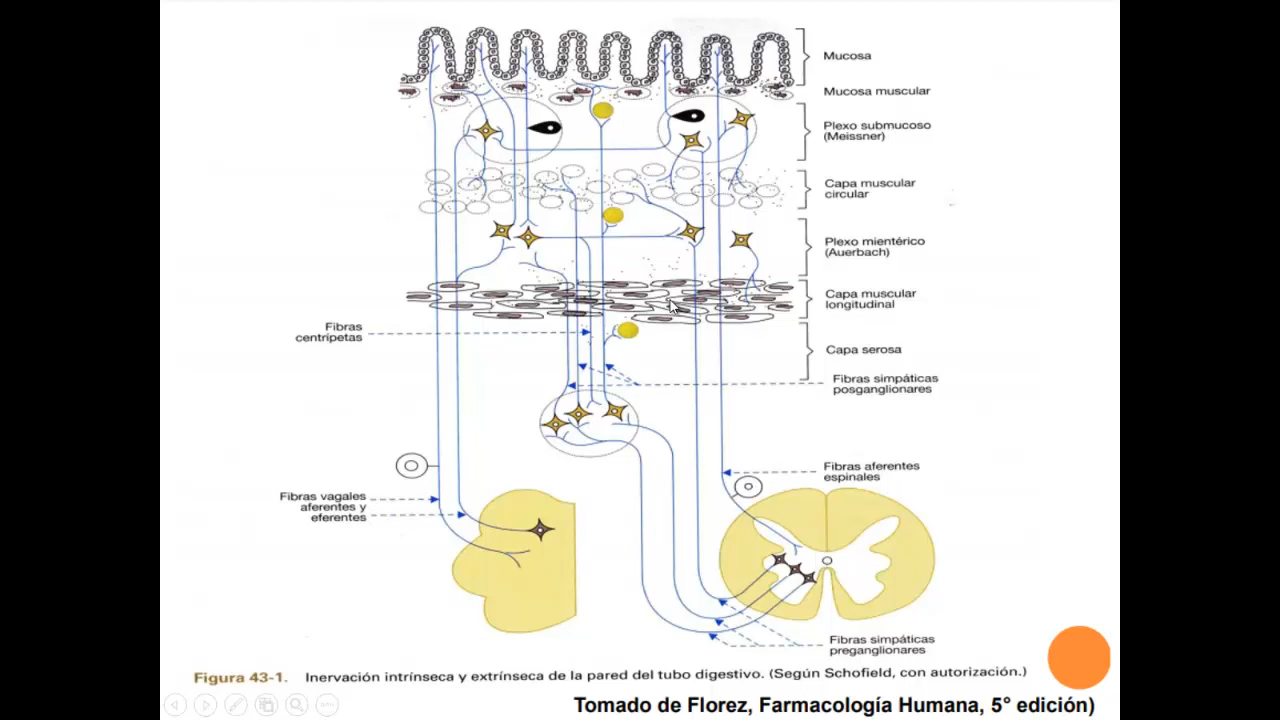 Mucosa
Mucosa muscular
Plexo submucoso
(Meissner)
Capa muscular
circular
Plexo mientérico
(Auerbach)
Capa muscular
longitudinal
Fibras
centrípetas
Capa serosa
Fibras simpáticas
posganglionares
Fibras aferentes
espinales
Fibras vagales
aferentes y
eferentes
Fibras simpáticas
preganglionares
Figura 43-1. Inervación intrínseca y extrínseca de la pared del tubo digestivo. (Según Schofield, con autorización.)
Tomado de Florez, Farmacología Humana, 5° edición)